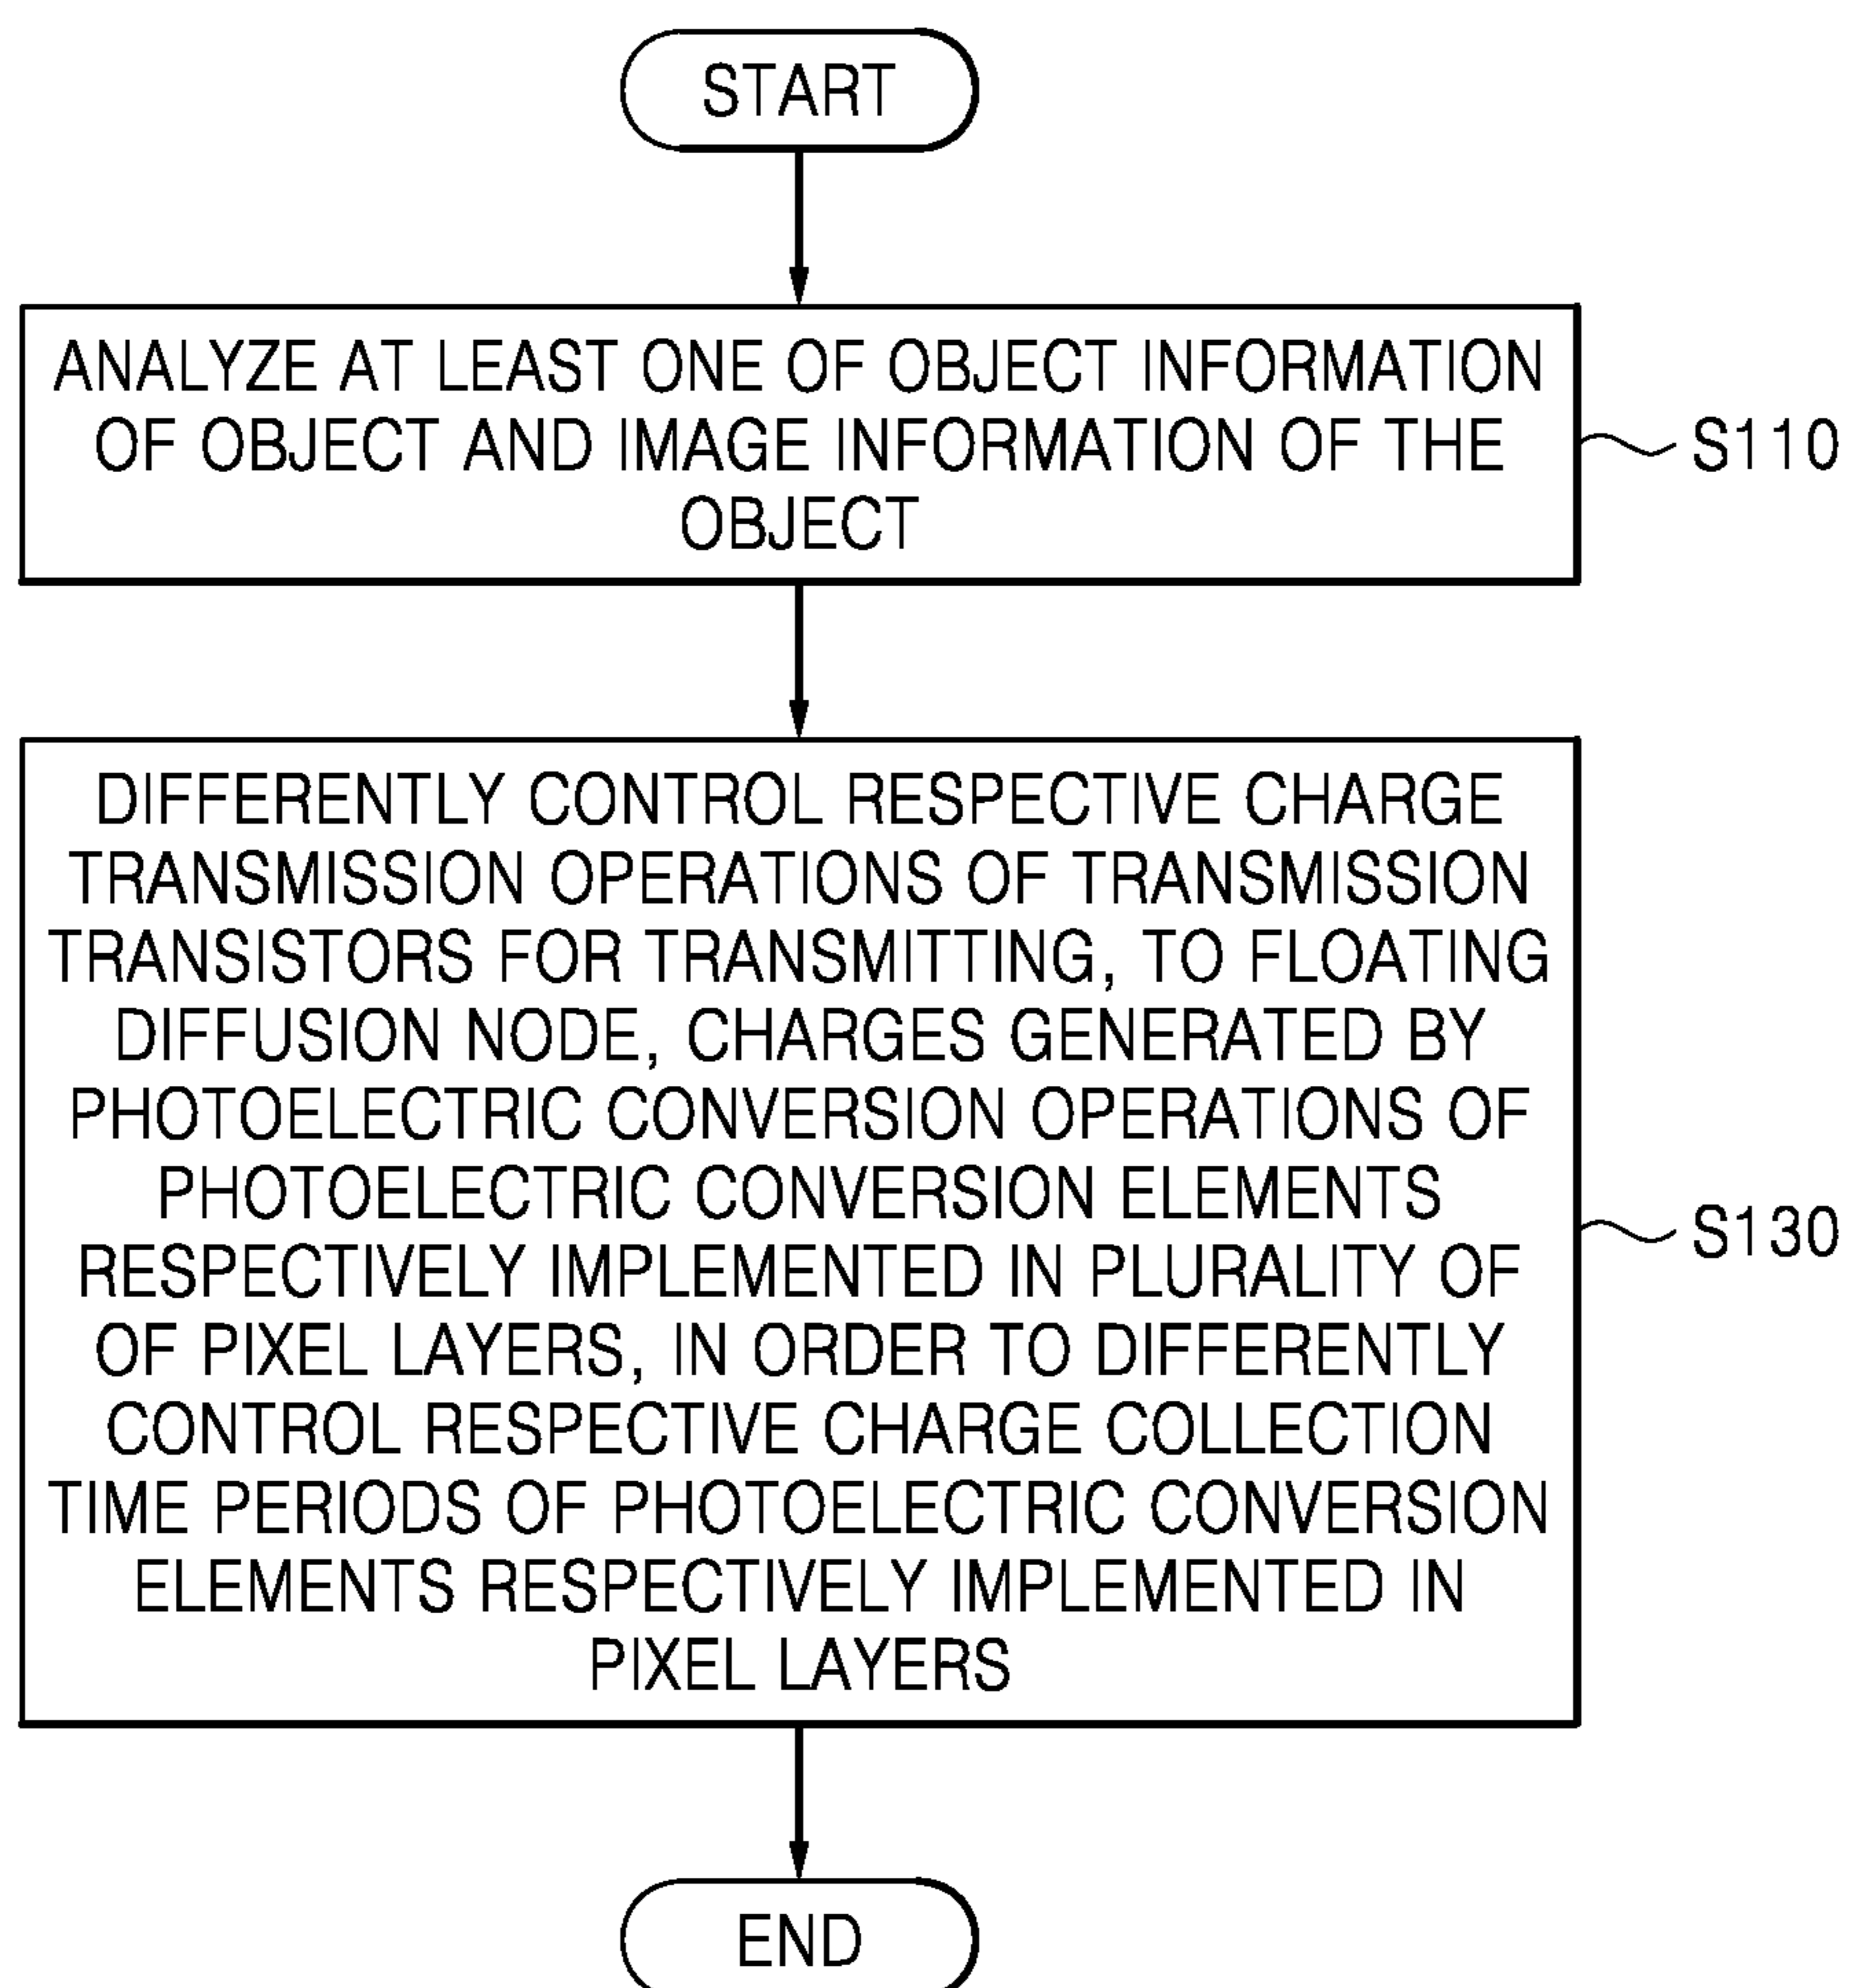 START
ANALYZE AT LEAST ONE OF OBJECT INFORMATION
OF OBJECT AND IMAGE INFORMATION OF THE
OBJECT
S110
DIFFERENTLY CONTROL RESPECTIVE CHARGE
TRANSMISSION OPERATIONS OF TRANSMISSION
TRANSISTORS FOR TRANSMITTING, TO FLOATING
DIFFUSION NODE, CHARGES GENERATED BY
PHOTOELECTRIC CONVERSION OPERATIONS OF
PHOTOELECTRIC CONVERSION ELEMENTS
RESPECTIVELY IMPLEMENTED IN PLURALITY OF
OF PIXEL LAYERS, IN ORDER TO DIFFERENTLY
CONTROL RESPECTIVE CHARGE COLLECTION
TIME PERIODS OF PHOTOELECTRIC CONVERSION
ELEMENTS RESPECTIVELY IMPLEMENTED IN
PIXEL LAYERS
S130
END